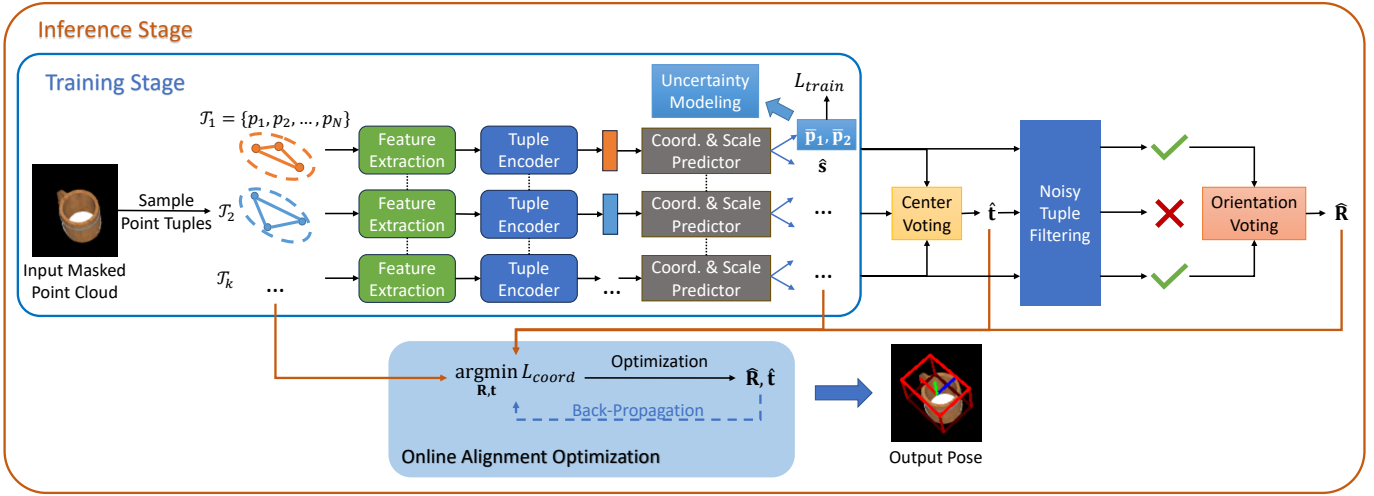 Inference Stage
Training Stage
𝒯₁ = {p₁, p₂, ..., p_N}
Uncertainty
Modeling
L_train
Feature
Extraction
Tuple
Encoder
Coord. & Scale
Predictor
p̅₁, p̅₂
ŝ
Sample
Point Tuples
𝒯₂
Feature
Extraction
Tuple
Encoder
Coord. & Scale
Predictor
...
Center
Voting
t̂
Noisy
Tuple
Filtering
Orientation
Voting
R̂
Input Masked
Point Cloud
𝒯_k
...
Feature
Extraction
Tuple
Encoder
...
Coord. & Scale
Predictor
...
argmin L_coord
R,t
Optimization
R̂, t̂
Back-Propagation
Online Alignment Optimization
Output Pose